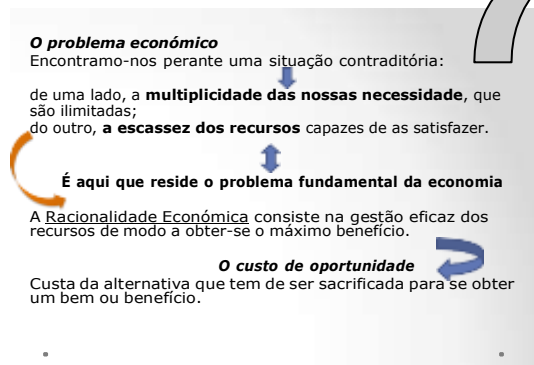 O problema económico
Encontramo-nos perante uma situação contraditória:
de uma lado, a multiplicidade das nossas necessidade, que
são ilimitadas;
do outro, a escassez dos recursos capazes de as satisfazer.
É aqui que reside o problema fundamental da economia
A Racionalidade Económica consiste na gestão eficaz dos
recursos de modo a obter-se o máximo benefício.
O custo de oportunidade
Custa da alternativa que tem de ser sacrificada para se obter
um bem ou benefício.